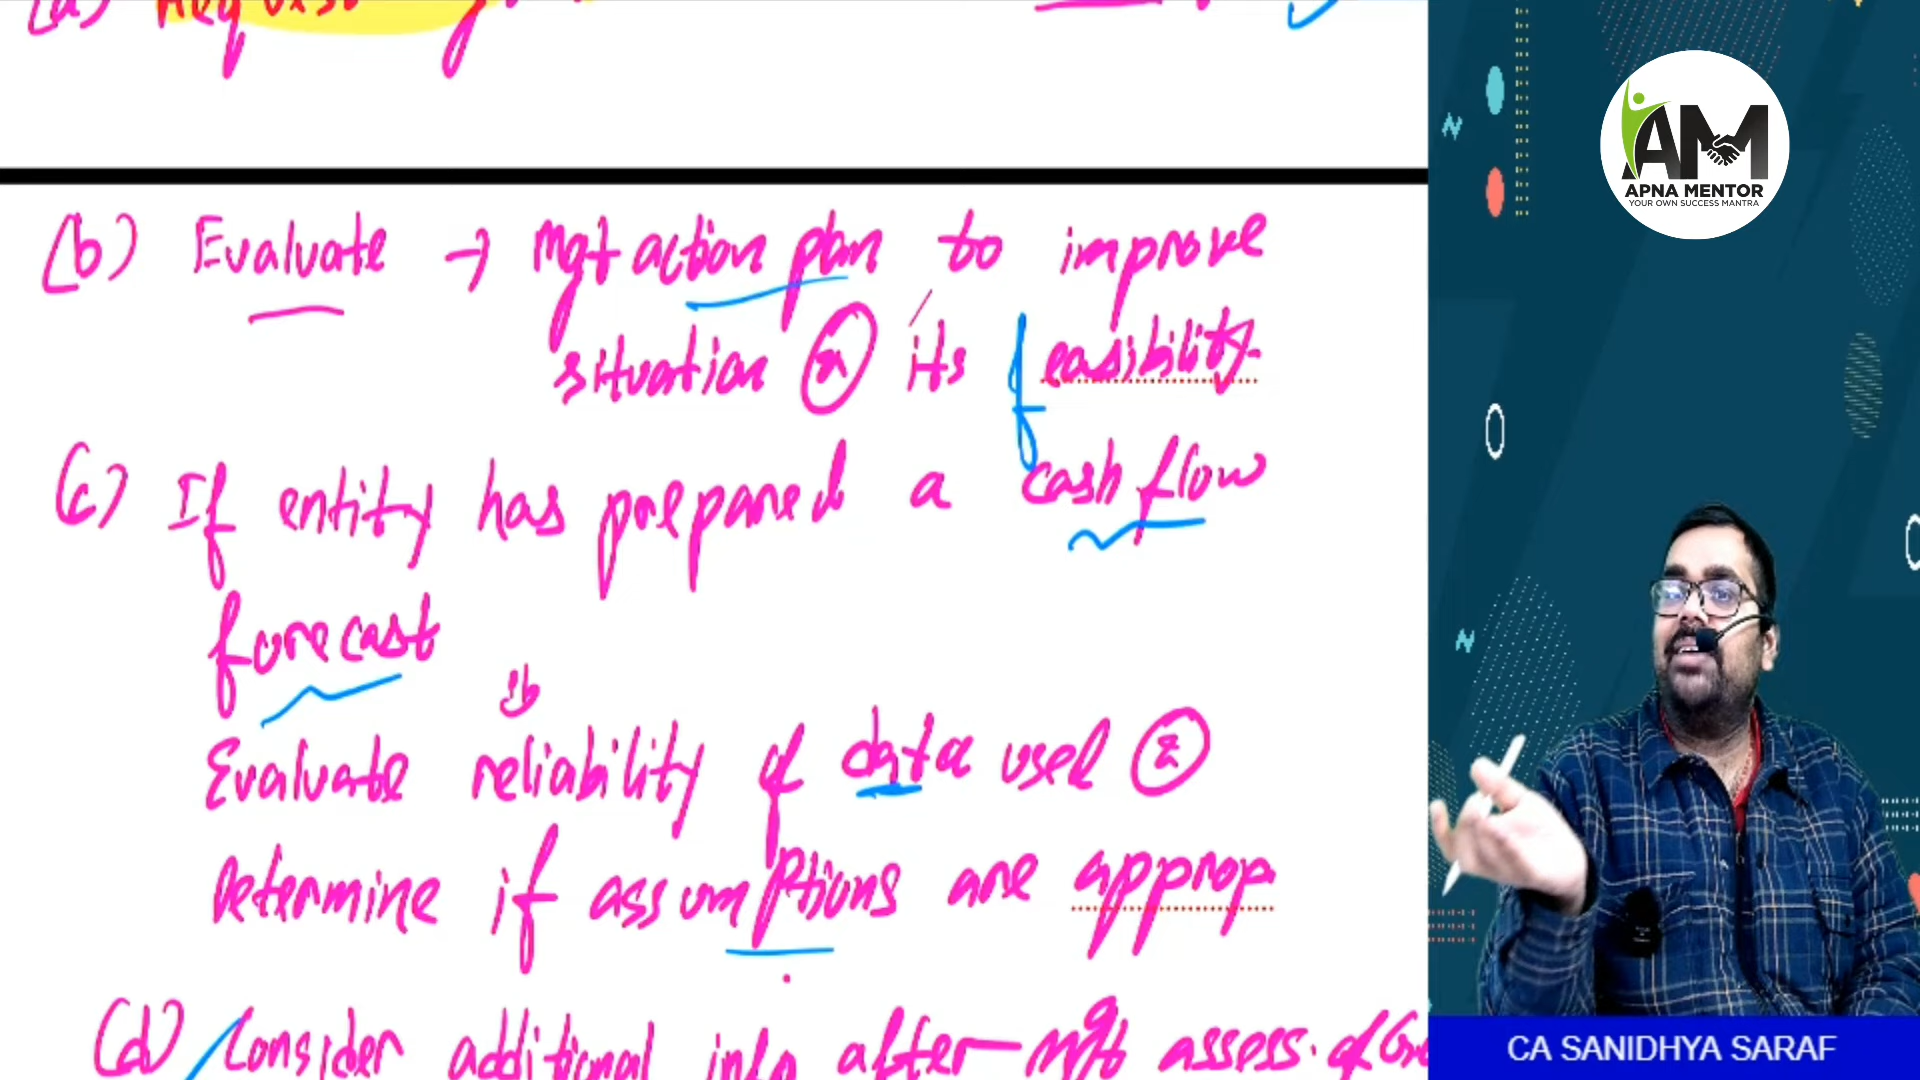 (a) Request
(b) Evaluate → Mgt action plan to improve
situation & its feasibility.
(c) If entity has prepared a cash flow
forecast
Evaluate reliability of data used &
Determine if assumptions are approp.
(d) Consider additional info after mgt assess. of
AM
APNA MENTOR
YOUR OWN SUCCESS MANTRA
CA SANIDHYA SARAF